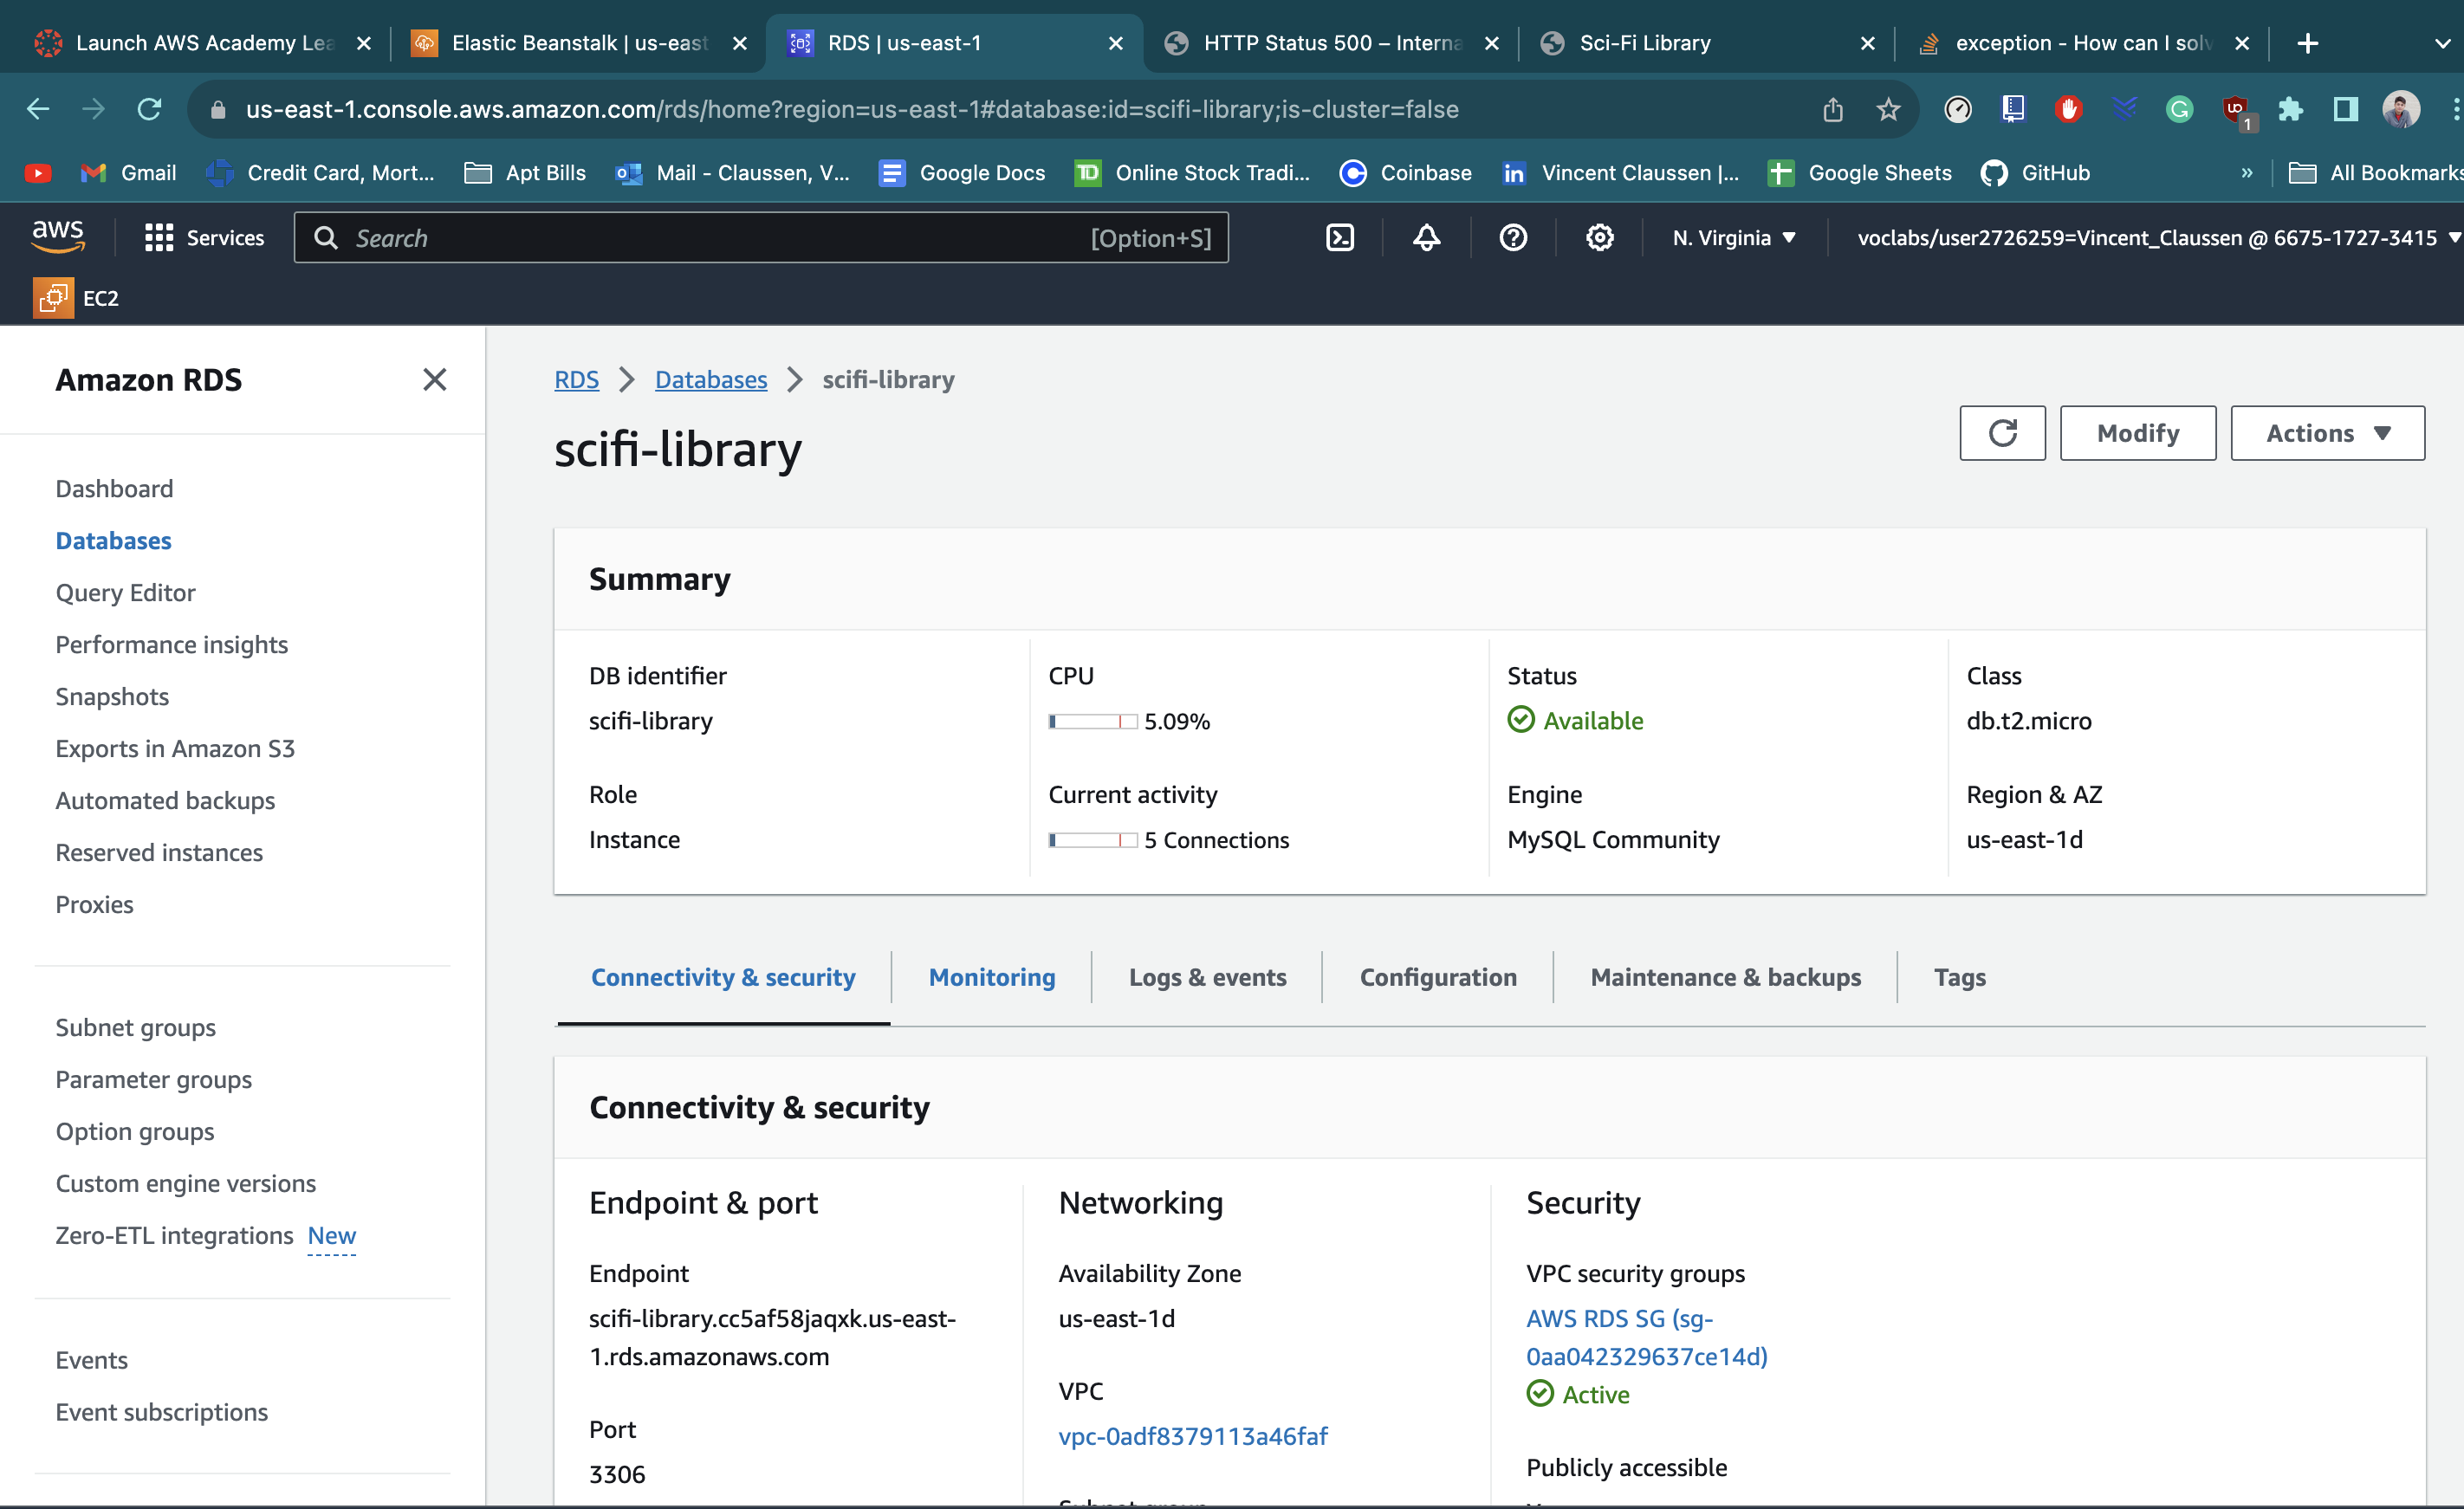 Launch AWS Academy Lea
Elastic Beanstalk | us-east
RDS | us-east-1
HTTP Status 500 – Interna
Sci-Fi Library
exception - How can I solv
us-east-1.console.aws.amazon.com/rds/home?region=us-east-1#database:id=scifi-library;is-cluster=false
1
Gmail
Credit Card, Mort...
Apt Bills
Mail - Claussen, V...
Google Docs
Online Stock Tradi...
Coinbase
Vincent Claussen |...
Google Sheets
GitHub
»
All Bookmarks
aws
Services
Search
[Option+S]
N. Virginia
voclabs/user2726259=Vincent_Claussen @ 6675-1727-3415
EC2
Amazon RDS
Dashboard
Databases
Query Editor
Performance insights
Snapshots
Exports in Amazon S3
Automated backups
Reserved instances
Proxies
Subnet groups
Parameter groups
Option groups
Custom engine versions
Zero-ETL integrations New
Events
Event subscriptions
RDS > Databases > scifi-library
scifi-library
Modify
Actions
Summary
DB identifier
scifi-library
CPU
5.09%
Status
Available
Class
db.t2.micro
Role
Instance
Current activity
5 Connections
Engine
MySQL Community
Region & AZ
us-east-1d
Connectivity & security
Monitoring
Logs & events
Configuration
Maintenance & backups
Tags
Connectivity & security
Endpoint & port
Endpoint
scifi-library.cc5af58jaqxk.us-east-
1.rds.amazonaws.com
Port
3306
Networking
Availability Zone
us-east-1d
VPC
vpc-0adf8379113a46faf
Security
VPC security groups
AWS RDS SG (sg-
0aa042329637ce14d)
Active
Publicly accessible